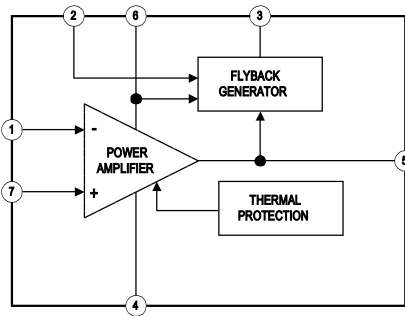 2 6 3
FLYBACK
GENERATOR
1
-
POWER
AMPLIFIER
5
7
+
THERMAL
PROTECTION
4